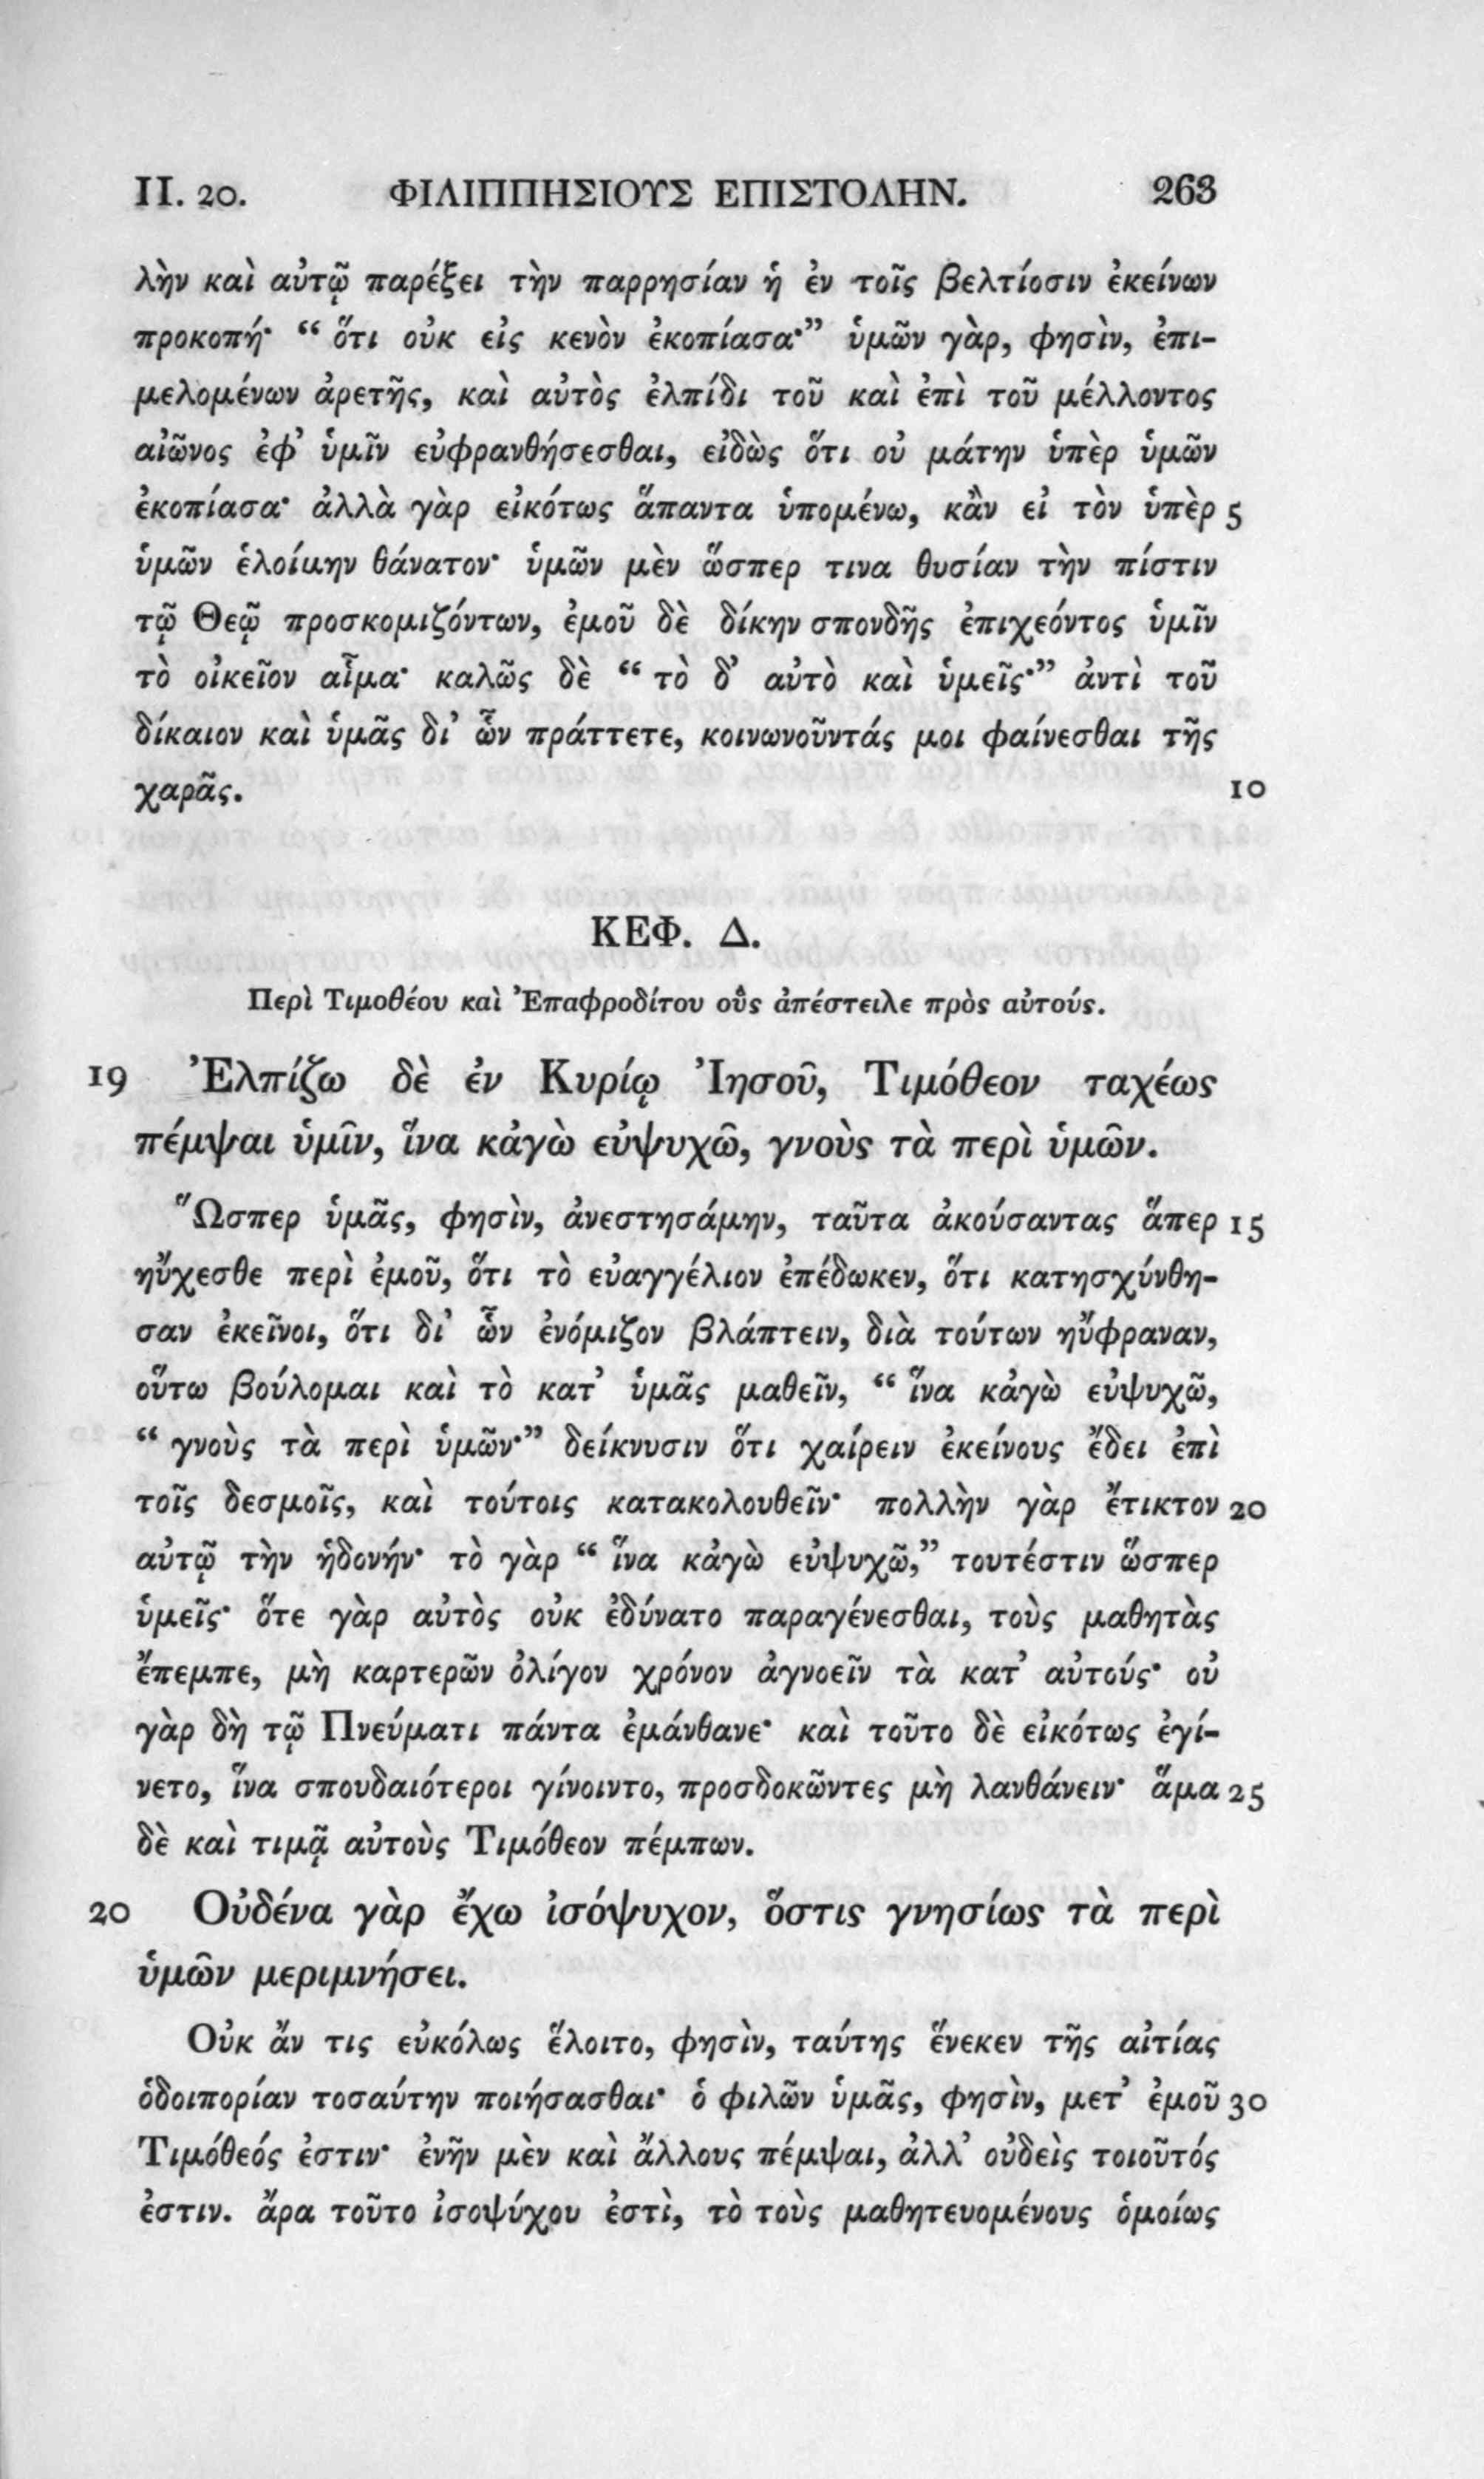 II. 20. ΦΙΛΙΠΠΗΣΙΟΥΣ ΕΠΙΣΤΟΛΗΝ. 263
λὴν καὶ αὐτῷ παρέξει τὴν παρρησίαν ἡ ἐν τοῖς βελτίοσιν ἐκείνων
προκοπή· “ ὅτι οὐκ εἰς κενὸν ἐκοπίασα·” ὑμῶν γὰρ, φησὶν, ἐπι-
μελομένων ἀρετῆς, καὶ αὐτὸς ἐλπίδι τοῦ καὶ ἐπὶ τοῦ μέλλοντος
αἰῶνος ἐφ’ ὑμῖν εὐφρανθήσεσθαι, εἰδὼς ὅτι οὐ μάτην ὑπὲρ ὑμῶν
ἐκοπίασα· ἀλλὰ γὰρ εἰκότως ἅπαντα ὑπομένω, κἂν εἰ τὸν ὑπὲρ 5
ὑμῶν ἑλοίμην θάνατον· ὑμῶν μὲν ὥσπερ τινα θυσίαν τὴν πίστιν
τῷ Θεῷ προσκομιζόντων, ἐμοῦ δὲ δίκην σπονδῆς ἐπιχεόντος ὑμῖν
τὸ οἰκεῖον αἷμα· καλῶς δὲ “ τὸ δ’ αὐτὸ καὶ ὑμεῖς·” ἀντὶ τοῦ
δίκαιον καὶ ὑμᾶς δι’ ὧν πράττετε, κοινωνοῦντάς μοι φαίνεσθαι τῆς
χαρᾶς. 10
ΚΕΦ. Δ.
Περὶ Τιμοθέου καὶ Ἐπαφροδίτου οὓς ἀπέστειλε πρὸς αὐτούς.
19 Ἐλπίζω δὲ ἐν Κυρίῳ Ἰησοῦ, Τιμόθεον ταχέως
πέμψαι ὑμῖν, ἵνα κἀγὼ εὐψυχῶ, γνοὺς τὰ περὶ ὑμῶν.
Ὥσπερ ὑμᾶς, φησὶν, ἀνεστησάμην, ταῦτα ἀκούσαντας ἅπερ 15
ηὔχεσθε περὶ ἐμοῦ, ὅτι τὸ εὐαγγέλιον ἐπέδωκεν, ὅτι κατησχύνθη-
σαν ἐκεῖνοι, ὅτι δι’ ὧν ἐνόμιζον βλάπτειν, διὰ τούτων ηὔφραναν,
οὕτω βούλομαι καὶ τὸ κατ’ ὑμᾶς μαθεῖν, “ ἵνα κἀγὼ εὐψυχῶ,
“ γνοὺς τὰ περὶ ὑμῶν·” δείκνυσιν ὅτι χαίρειν ἐκείνους ἔδει ἐπὶ
τοῖς δεσμοῖς, καὶ τούτοις κατακολουθεῖν· πολλὴν γὰρ ἔτικτον 20
αὐτῷ τὴν ἡδονήν· τὸ γὰρ “ ἵνα κἀγὼ εὐψυχῶ,” τουτέστιν ὥσπερ
ὑμεῖς· ὅτε γὰρ αὐτὸς οὐκ ἐδύνατο παραγένεσθαι, τοὺς μαθητὰς
ἔπεμπε, μὴ καρτερῶν ὀλίγον χρόνον ἀγνοεῖν τὰ κατ’ αὐτούς· οὐ
γὰρ δὴ τῷ Πνεύματι πάντα ἐμάνθανε· καὶ τοῦτο δὲ εἰκότως ἐγί-
νετο, ἵνα σπουδαιότεροι γίνοιντο, προσδοκῶντες μὴ λανθάνειν· ἅμα 25
δὲ καὶ τιμᾷ αὐτοὺς Τιμόθεον πέμπων.
20 Οὐδένα γὰρ ἔχω ἰσόψυχον, ὅστις γνησίως τὰ περὶ
ὑμῶν μεριμνήσει.
Οὐκ ἄν τις εὐκόλως ἕλοιτο, φησὶν, ταύτης ἕνεκεν τῆς αἰτίας
ὁδοιπορίαν τοσαύτην ποιήσασθαι· ὁ φιλῶν ὑμᾶς, φησὶν, μετ’ ἐμοῦ 30
Τιμόθεός ἐστιν· ἐνῆν μὲν καὶ ἄλλους πέμψαι, ἀλλ’ οὐδεὶς τοιοῦτός
ἐστιν. ἄρα τοῦτο ἰσοψύχου ἐστὶ, τὸ τοὺς μαθητευομένους ὁμοίως